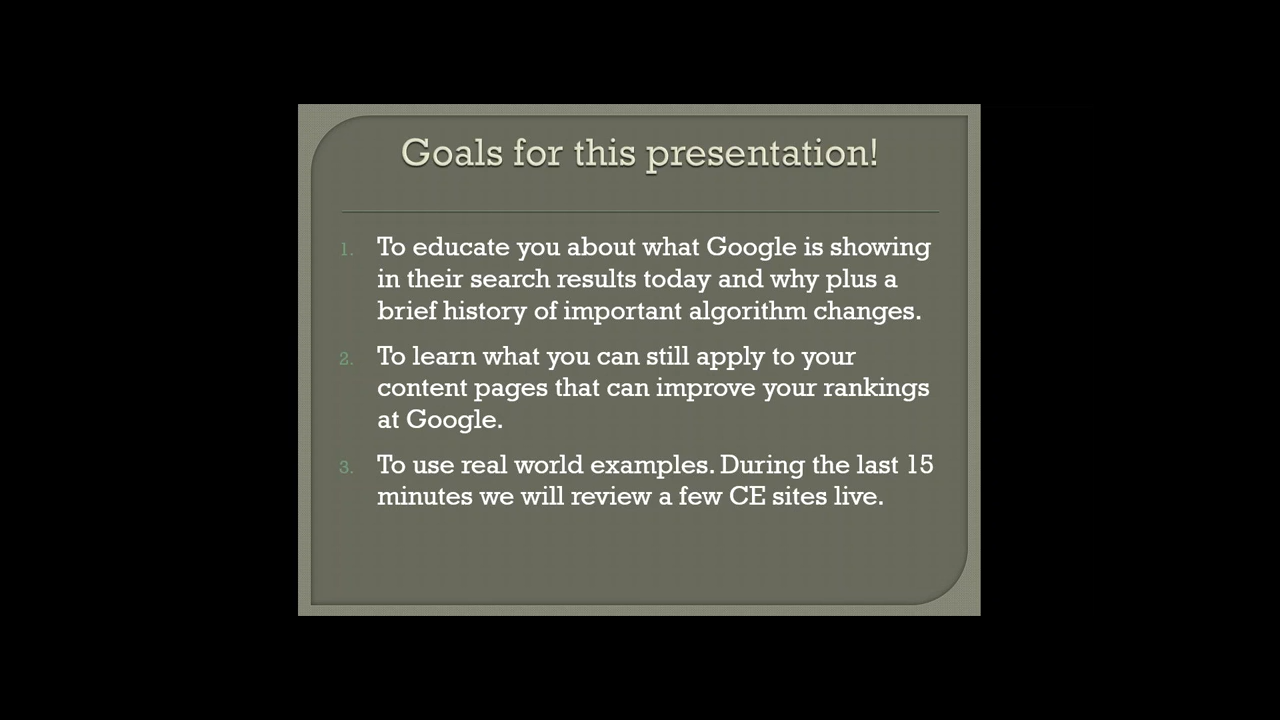 Goals for this presentation!
1. To educate you about what Google is showing
in their search results today and why plus a
brief history of important algorithm changes.
2. To learn what you can still apply to your
content pages that can improve your rankings
at Google.
3. To use real world examples. During the last 15
minutes we will review a few CE sites live.